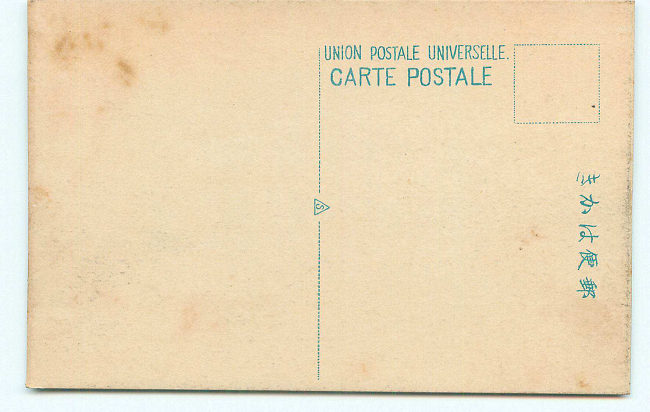 UNION POSTALE UNIVERSELLE.
CARTE POSTALE
S
郵便はかき